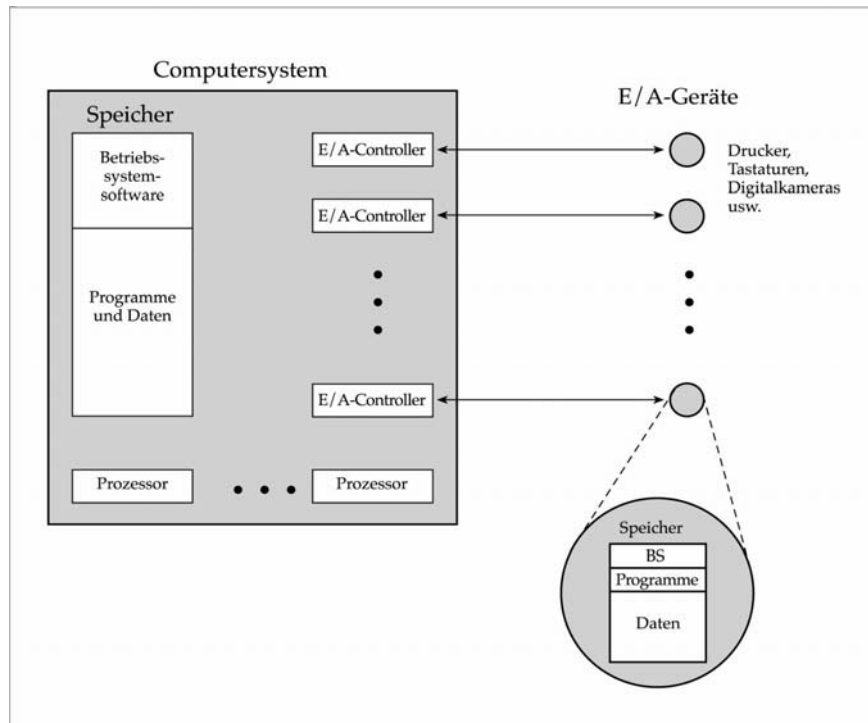 Computersystem
Speicher
Betriebs-
system-
software
Programme
und Daten
E/A-Controller
E/A-Controller
E/A-Controller
Prozessor
Prozessor
E/A-Geräte
Drucker,
Tastaturen,
Digitalkameras
usw.
Speicher
BS
Programme
Daten